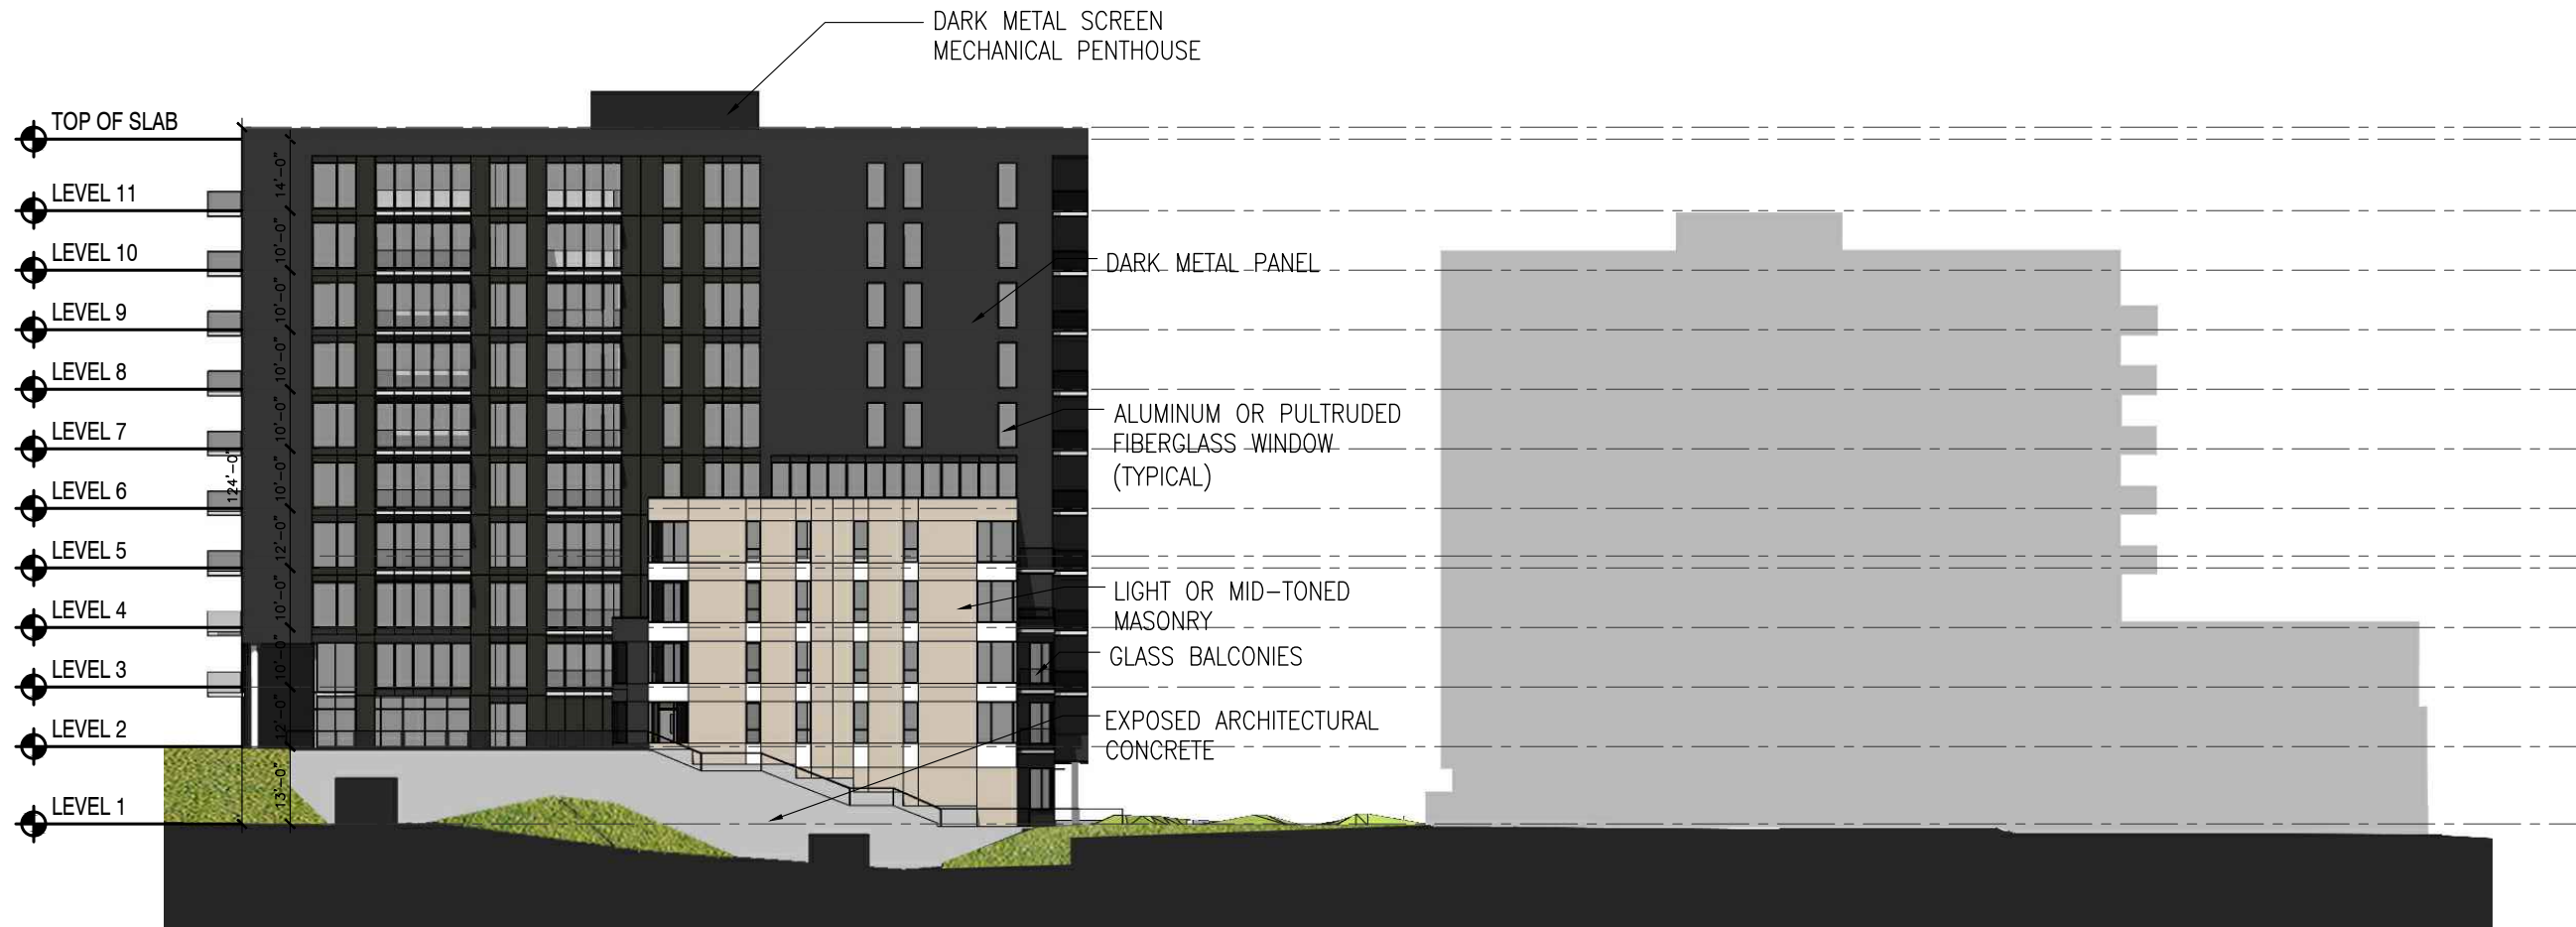 DARK METAL SCREEN
MECHANICAL PENTHOUSE
TOP OF SLAB
14'-0"
LEVEL 11
10'-0"
LEVEL 10
DARK METAL PANEL
10'-0"
LEVEL 9
10'-0"
LEVEL 8
10'-0"
ALUMINUM OR PULTRUDED
FIBERGLASS WINDOW
(TYPICAL)
LEVEL 7
124'-0"
10'-0"
LEVEL 6
12'-0"
LEVEL 5
10'-0"
LIGHT OR MID-TONED
MASONRY
LEVEL 4
10'-0"
GLASS BALCONIES
LEVEL 3
12'-0"
EXPOSED ARCHITECTURAL
CONCRETE
LEVEL 2
13'-0"
LEVEL 1